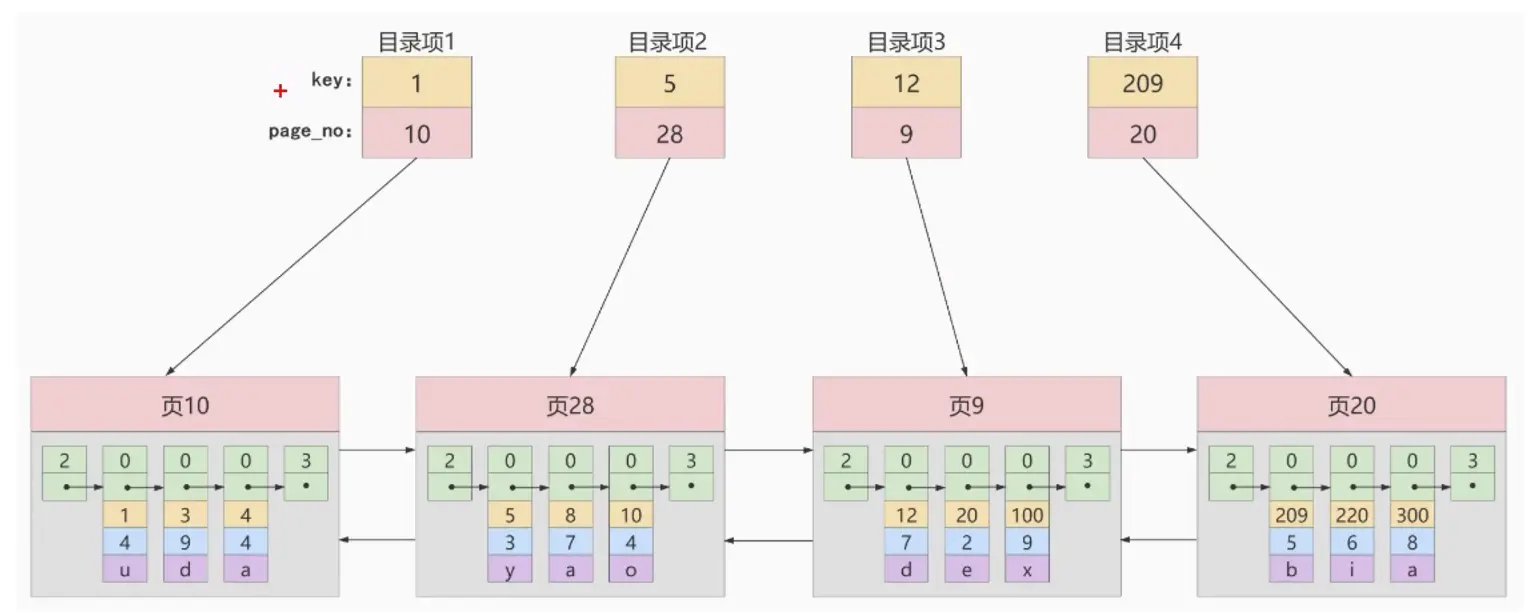 目录项1 目录项2 目录项3 目录项4
key: 1 5 12 209
page_no: 10 28 9 20
页10 页28 页9 页20
2 0 0 0 3 2 0 0 0 3 2 0 0 0 3 2 0 0 0 3
1 3 4 5 8 10 12 20 100 209 220 300
4 9 4 3 7 4 7 2 9 5 6 8
u d a y a o d e x b i a